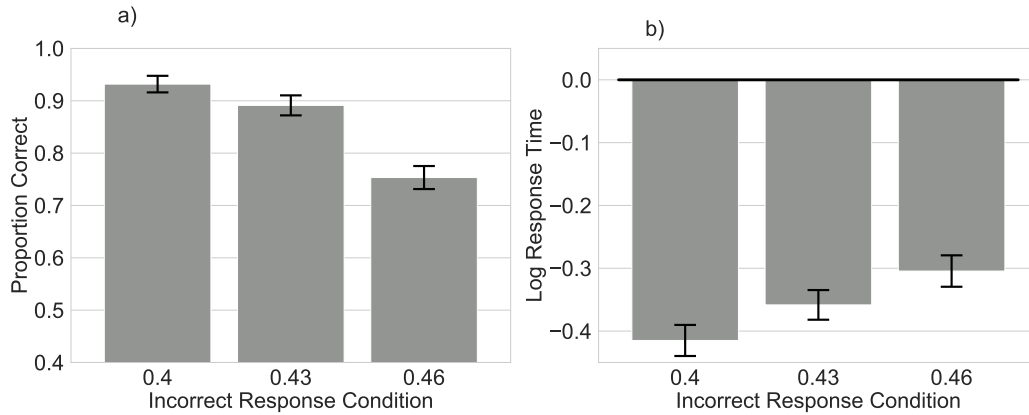 a)
Proportion Correct
1.0
0.9
0.8
0.7
0.6
0.5
0.4
0.4 0.43 0.46
Incorrect Response Condition
b)
Log Response Time
0.0
−0.1
−0.2
−0.3
−0.4
0.4 0.43 0.46
Incorrect Response Condition